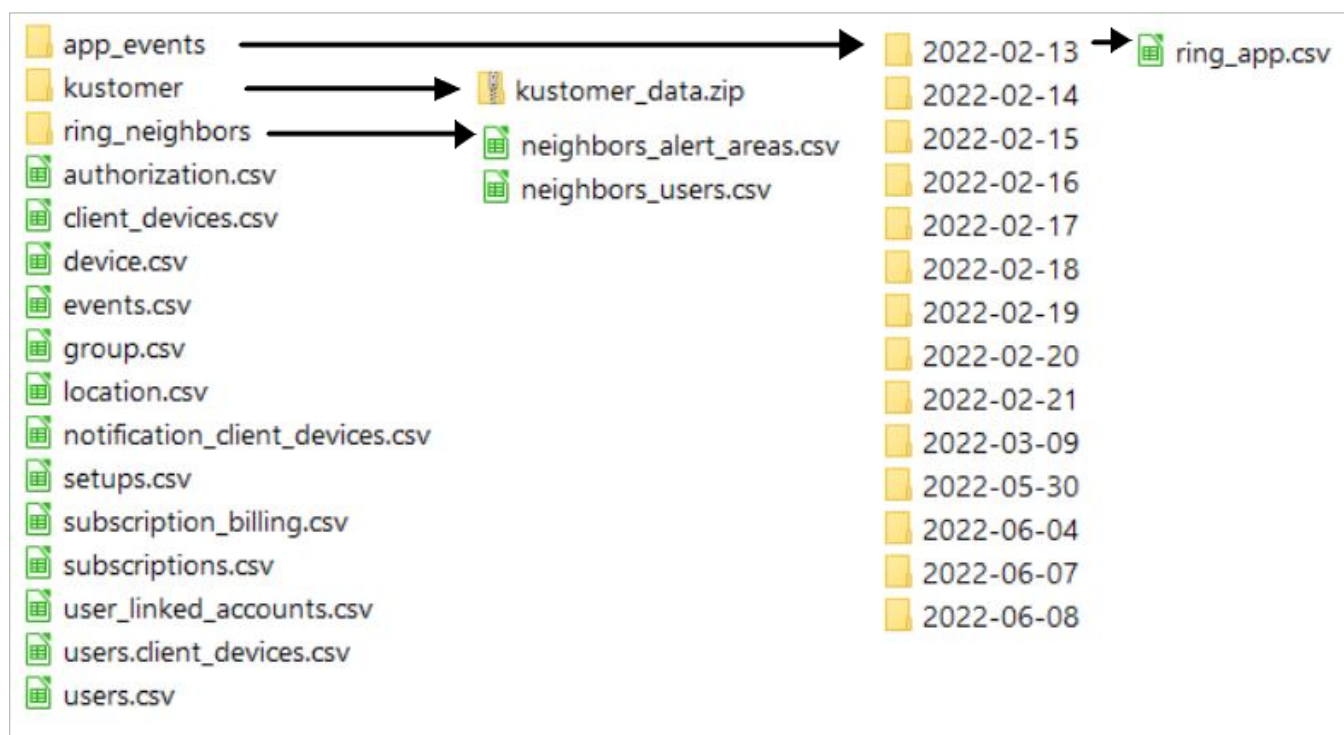 app_events
kustomer
ring_neighbors
authorization.csv
client_devices.csv
device.csv
events.csv
group.csv
location.csv
notification_client_devices.csv
setups.csv
subscription_billing.csv
subscriptions.csv
user_linked_accounts.csv
users.client_devices.csv
users.csv
kustomer_data.zip
neighbors_alert_areas.csv
neighbors_users.csv
2022-02-13
2022-02-14
2022-02-15
2022-02-16
2022-02-17
2022-02-18
2022-02-19
2022-02-20
2022-02-21
2022-03-09
2022-05-30
2022-06-04
2022-06-07
2022-06-08
ring_app.csv